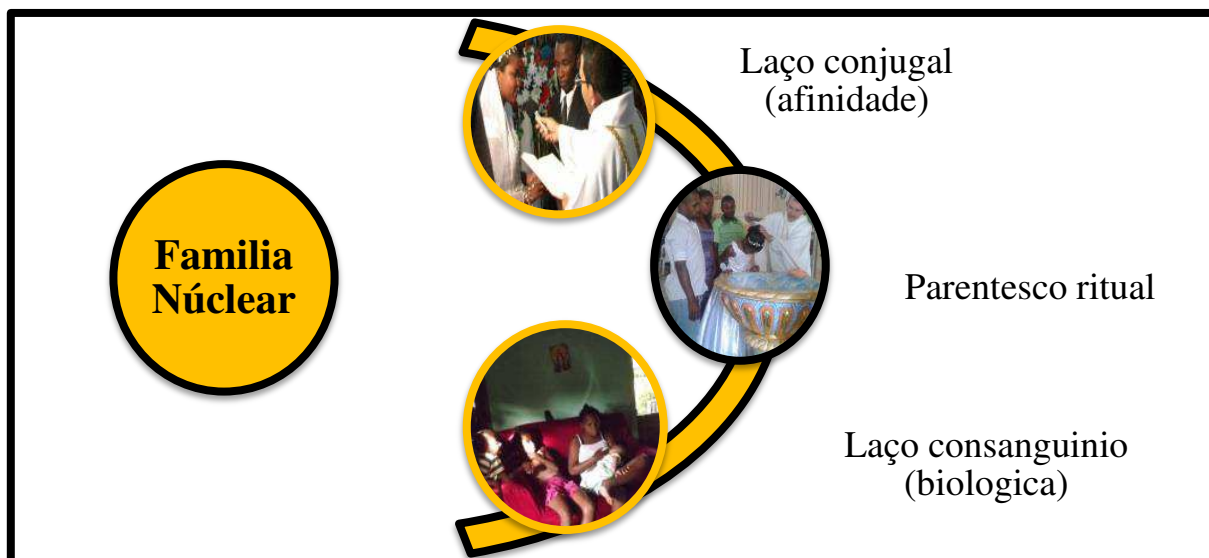 Familia
Núclear
Laço conjugal
(afinidade)
Parentesco ritual
Laço consanguinio
(biologica)